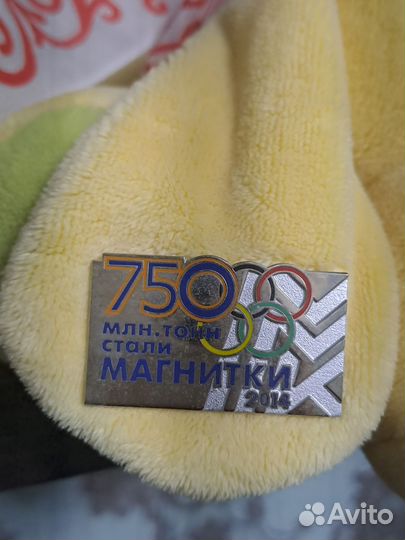 750
млн.тонн
стали
МАГНИТКИ
2014
Avito